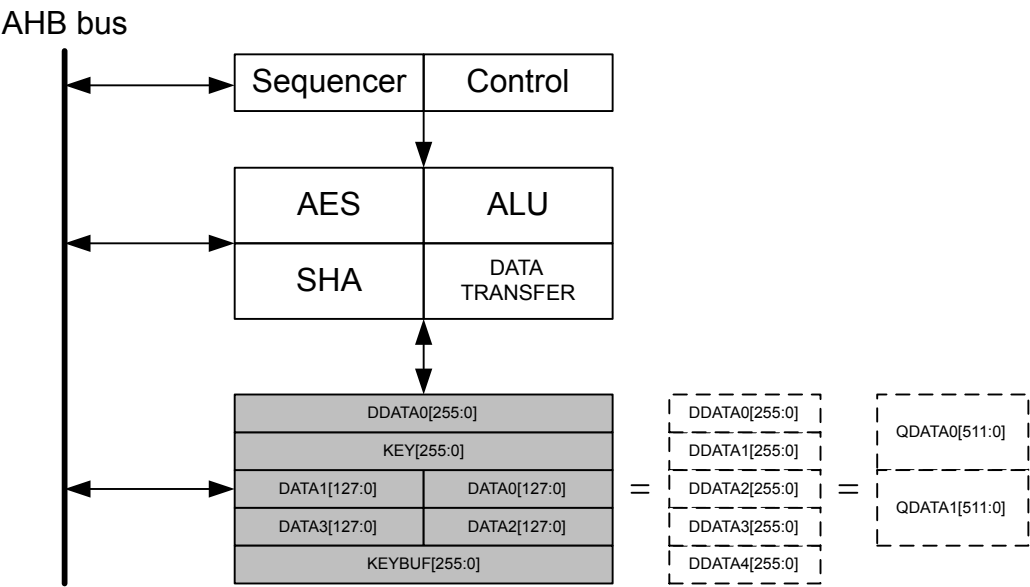 AHB bus
Sequencer
Control
AES
ALU
SHA
DATA
TRANSFER
DDATA0[255:0]
KEY[255:0]
DATA1[127:0]
DATA0[127:0]
DATA3[127:0]
DATA2[127:0]
KEYBUF[255:0]
=
DDATA0[255:0]
DDATA1[255:0]
DDATA2[255:0]
DDATA3[255:0]
DDATA4[255:0]
=
QDATA0[511:0]
QDATA1[511:0]